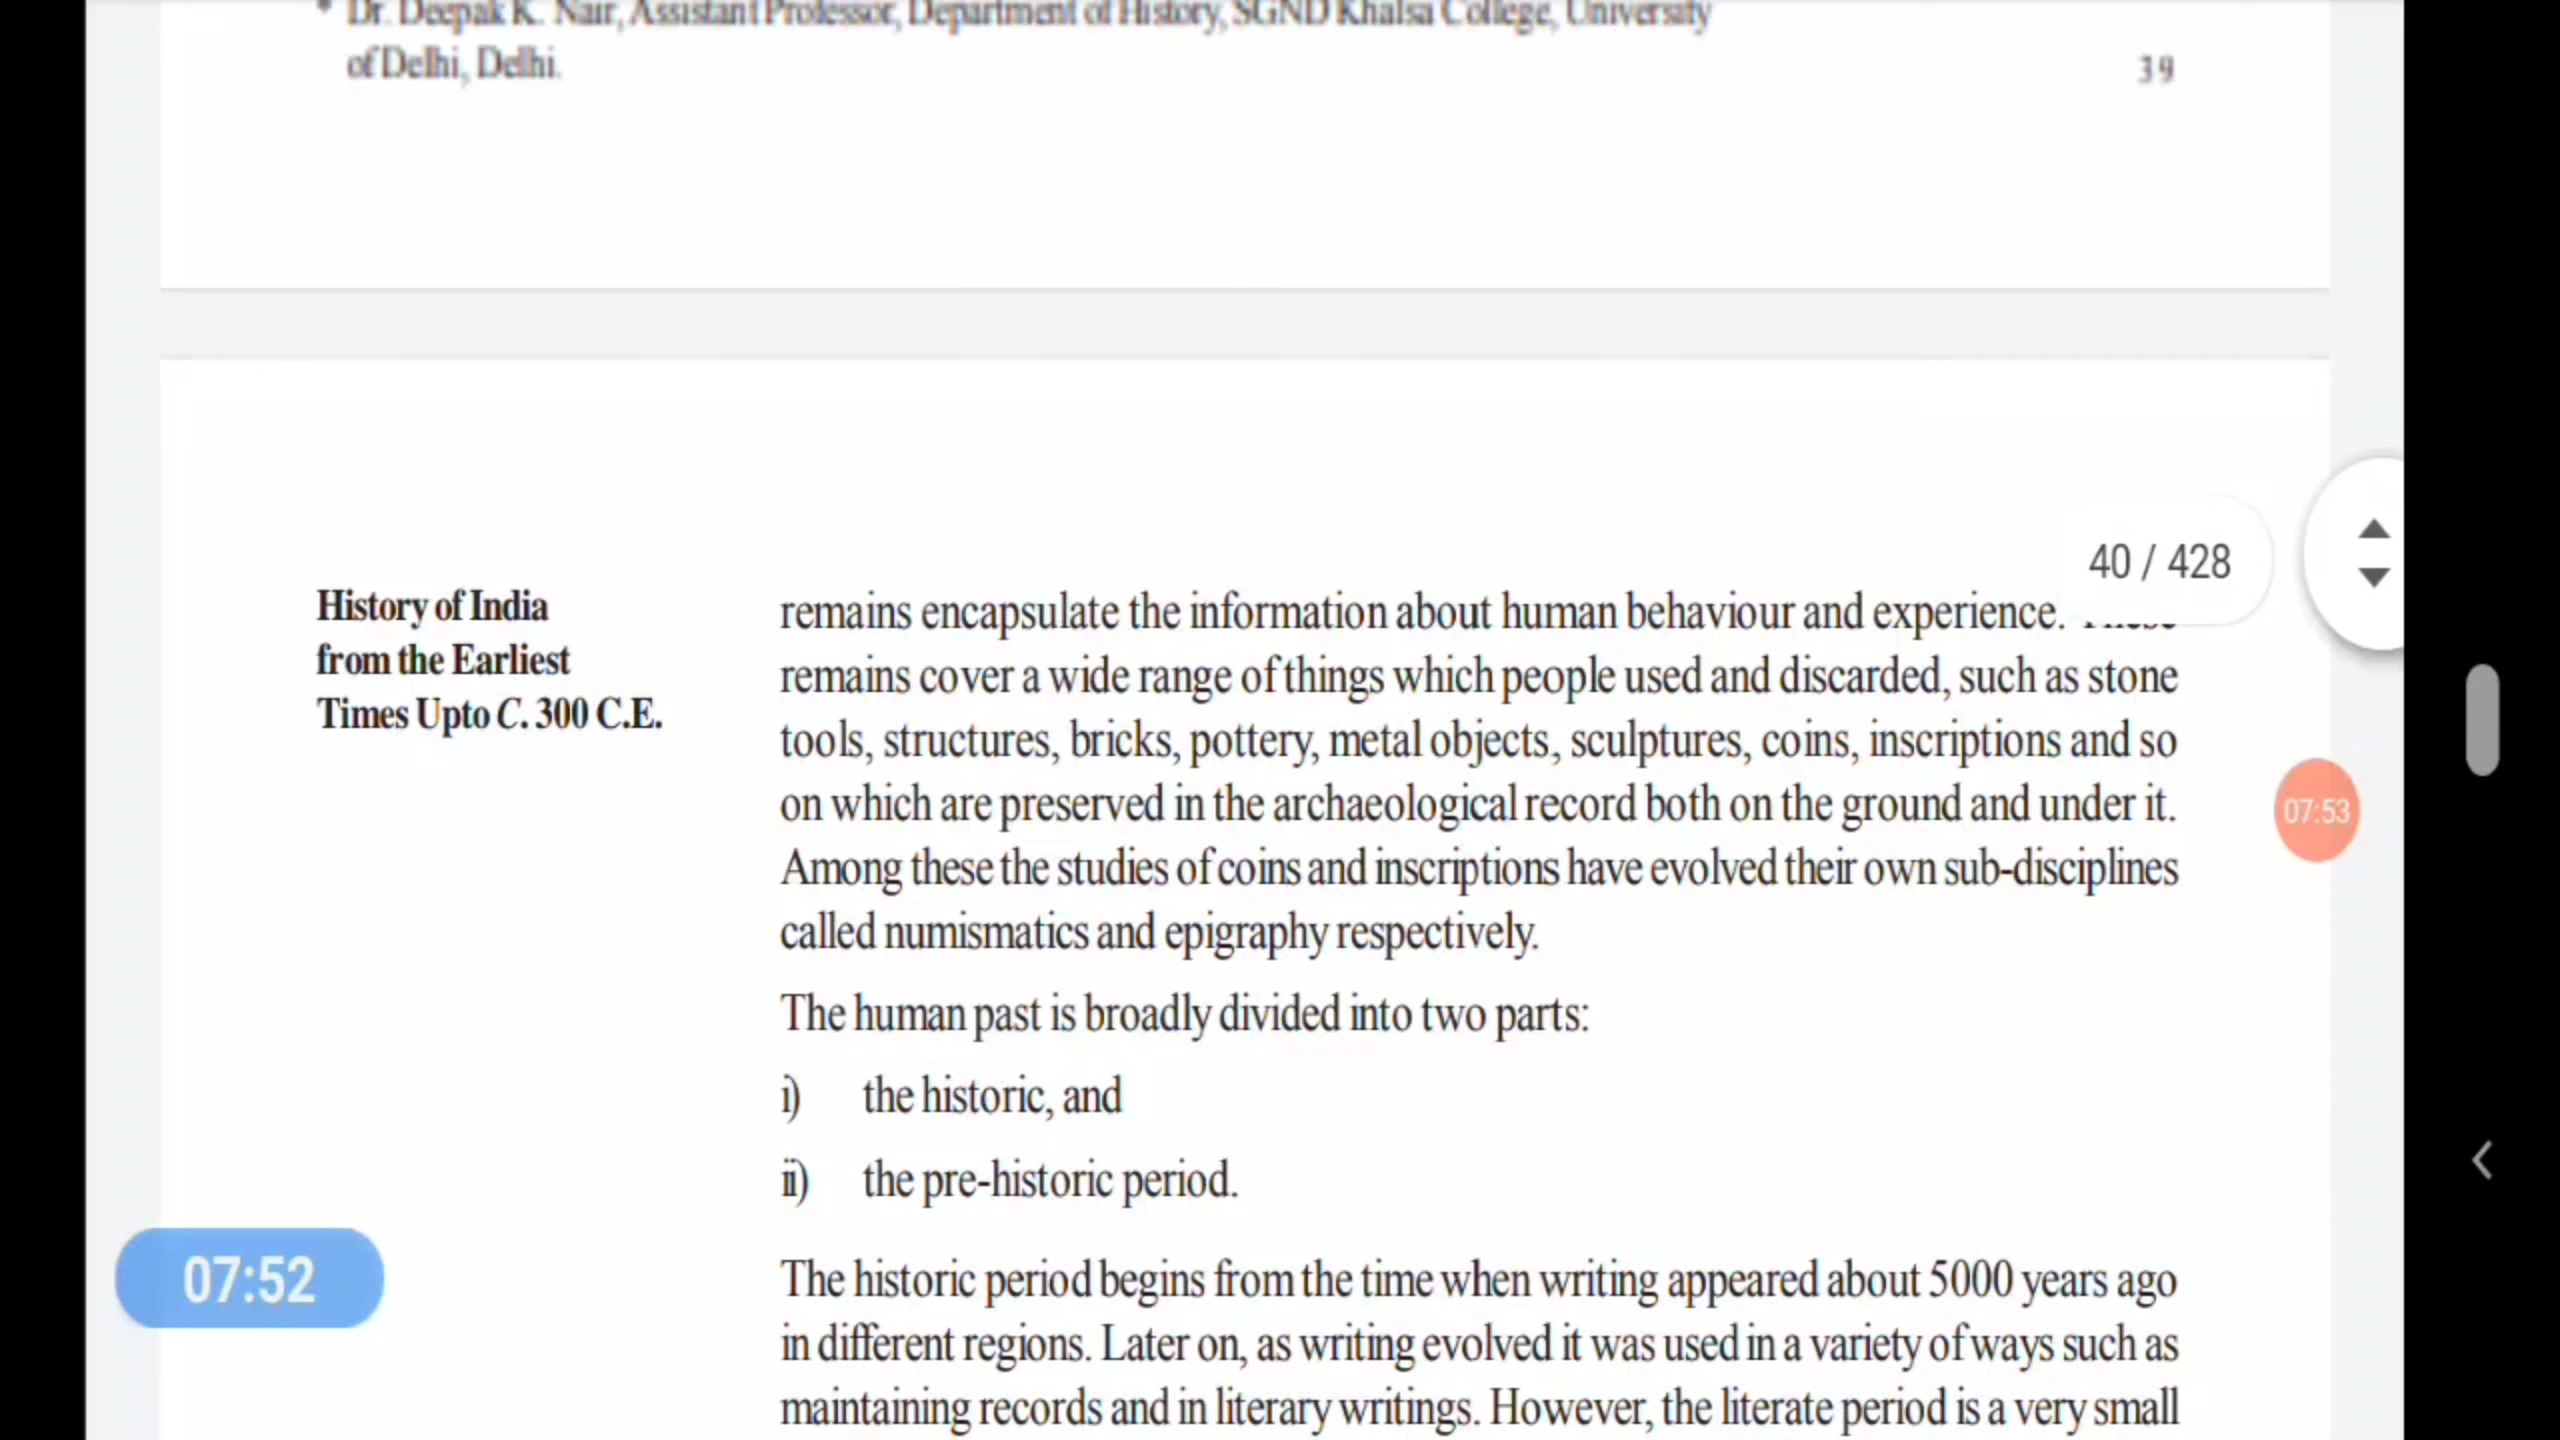 * Dr. Deepak K. Nair, Assistant Professor, Department of History, SGND Khalsa College, University
of Delhi, Delhi.
39
40 / 428
History of India
from the Earliest
Times Upto C. 300 C.E.
remains encapsulate the information about human behaviour and experience.
remains cover a wide range of things which people used and discarded, such as stone
tools, structures, bricks, pottery, metal objects, sculptures, coins, inscriptions and so
on which are preserved in the archaeological record both on the ground and under it.
Among these the studies of coins and inscriptions have evolved their own sub-disciplines
called numismatics and epigraphy respectively.
The human past is broadly divided into two parts:
i) the historic, and
ii) the pre-historic period.
The historic period begins from the time when writing appeared about 5000 years ago
in different regions. Later on, as writing evolved it was used in a variety of ways such as
maintaining records and in literary writings. However, the literate period is a very small
07:53
07:52